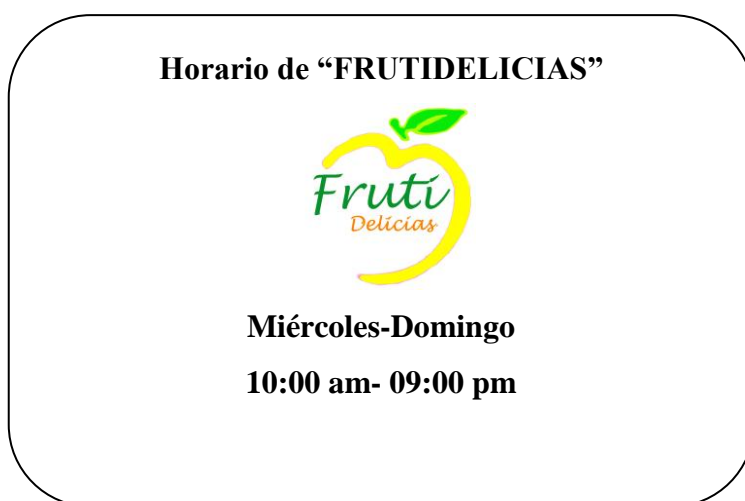 Horario de “FRUTIDELICIAS”
Fruti
Delicias
Miércoles-Domingo
10:00 am- 09:00 pm